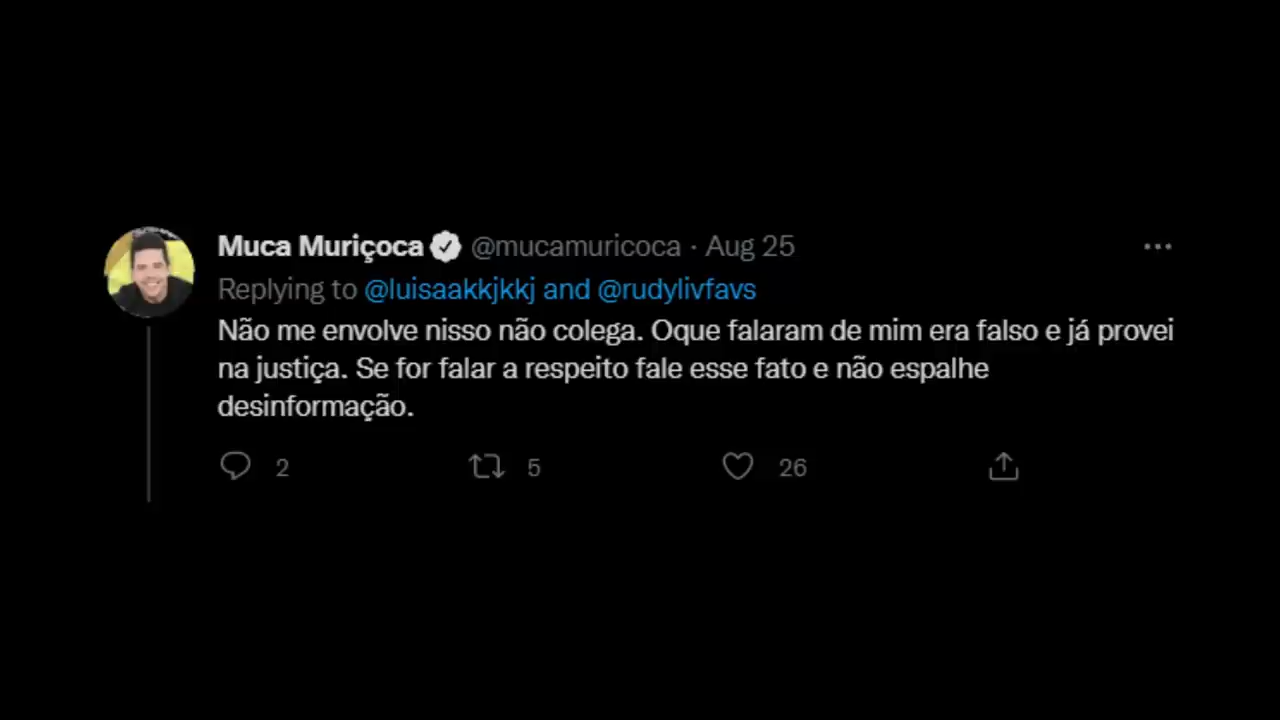 Muca Muriçoca @mucamuricoca · Aug 25
Replying to @luisaakkjkkj and @rudylivfavs
Não me envolve nisso não colega. Oque falaram de mim era falso e já provei
na justiça. Se for falar a respeito fale esse fato e não espalhe
desinformação.
2 5 26